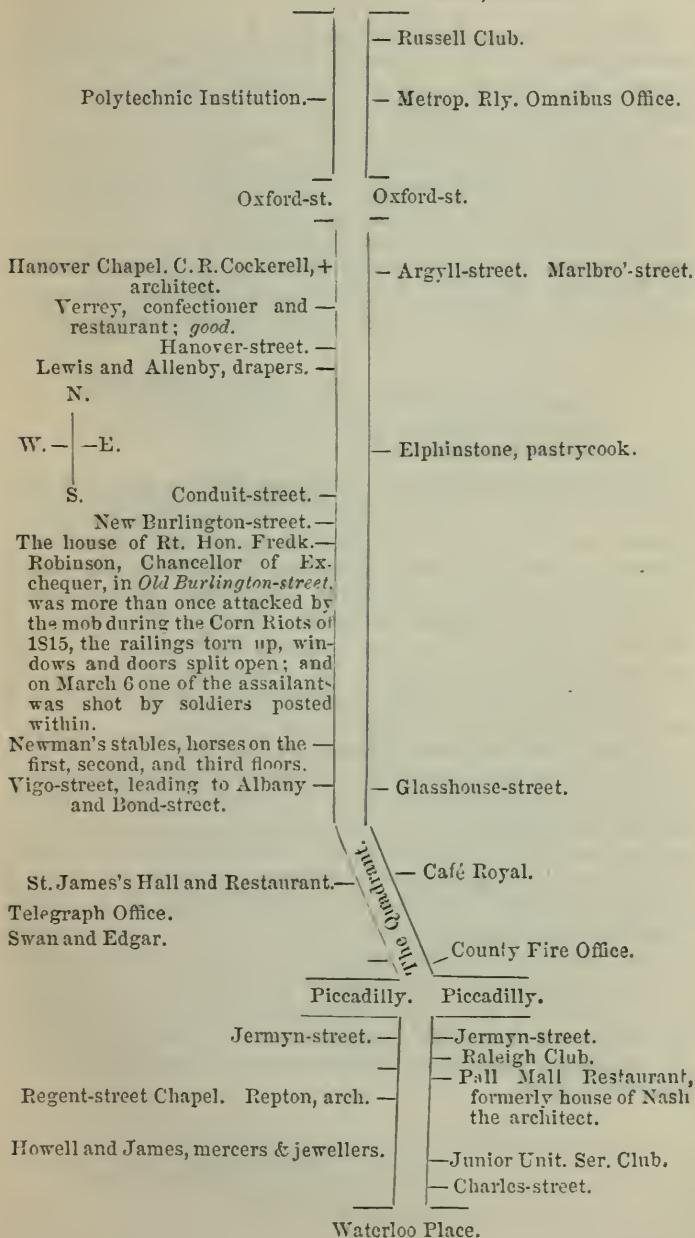 — Russell Club.
Polytechnic Institution.—
— Metrop. Rly. Omnibus Office.
Oxford-st. Oxford-st.
Hanover Chapel. C. R. Cockerell, +
architect.
— Argyll-street. Marlbro'-street.
Verrey, confectioner and —
restaurant; good.
Hanover-street. —
Lewis and Allenby, drapers. —
N.
W. — — E.
S.
— Elphinstone, pastrycook.
Conduit-street. —
New Burlington-street. —
The house of Rt. Hon. Fredk.—
Robinson, Chancellor of Ex-
chequer, in Old Burlington-street,
was more than once attacked by
the mob during the Corn Riots of
1815, the railings torn up, win-
dows and doors split open; and
on March 6 one of the assailants
was shot by soldiers posted
within.
Newman's stables, horses on the —
first, second, and third floors.
Vigo-street, leading to Albany —
and Bond-street.
— Glasshouse-street.
The Quadrant.
— Café Royal.
St. James's Hall and Restaurant.—
Telegraph Office.
Swan and Edgar.
County Fire Office.
Piccadilly. Piccadilly.
Jermyn-street. —
—Jermyn-street.
— Raleigh Club.
— Pall Mall Restaurant,
formerly house of Nash
the architect.
Regent-street Chapel. Repton, arch. —
Howell and James, mercers & jewellers.
—Junior Unit. Ser. Club.
— Charles-street.
Waterloo Place.